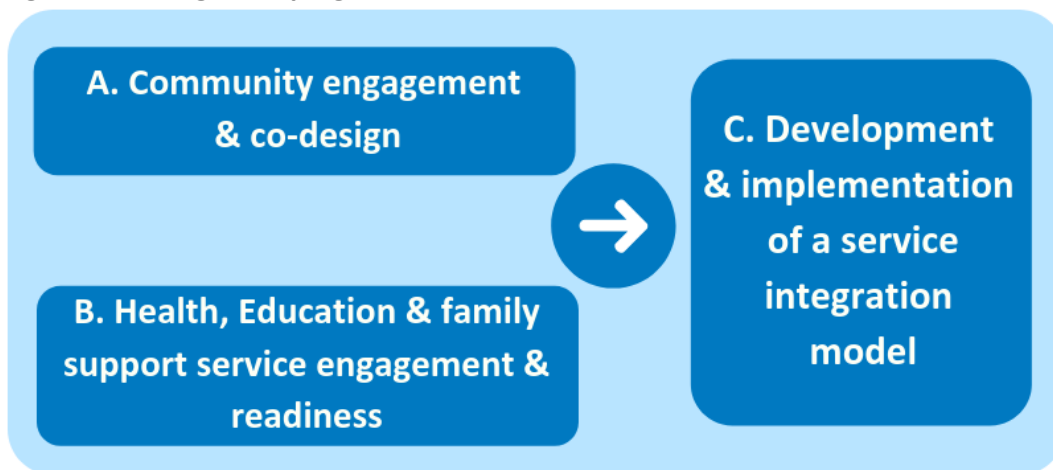 A. Community engagement
& co-design
B. Health, Education & family
support service engagement &
readiness
C. Development
& implementation
of a service
integration
model